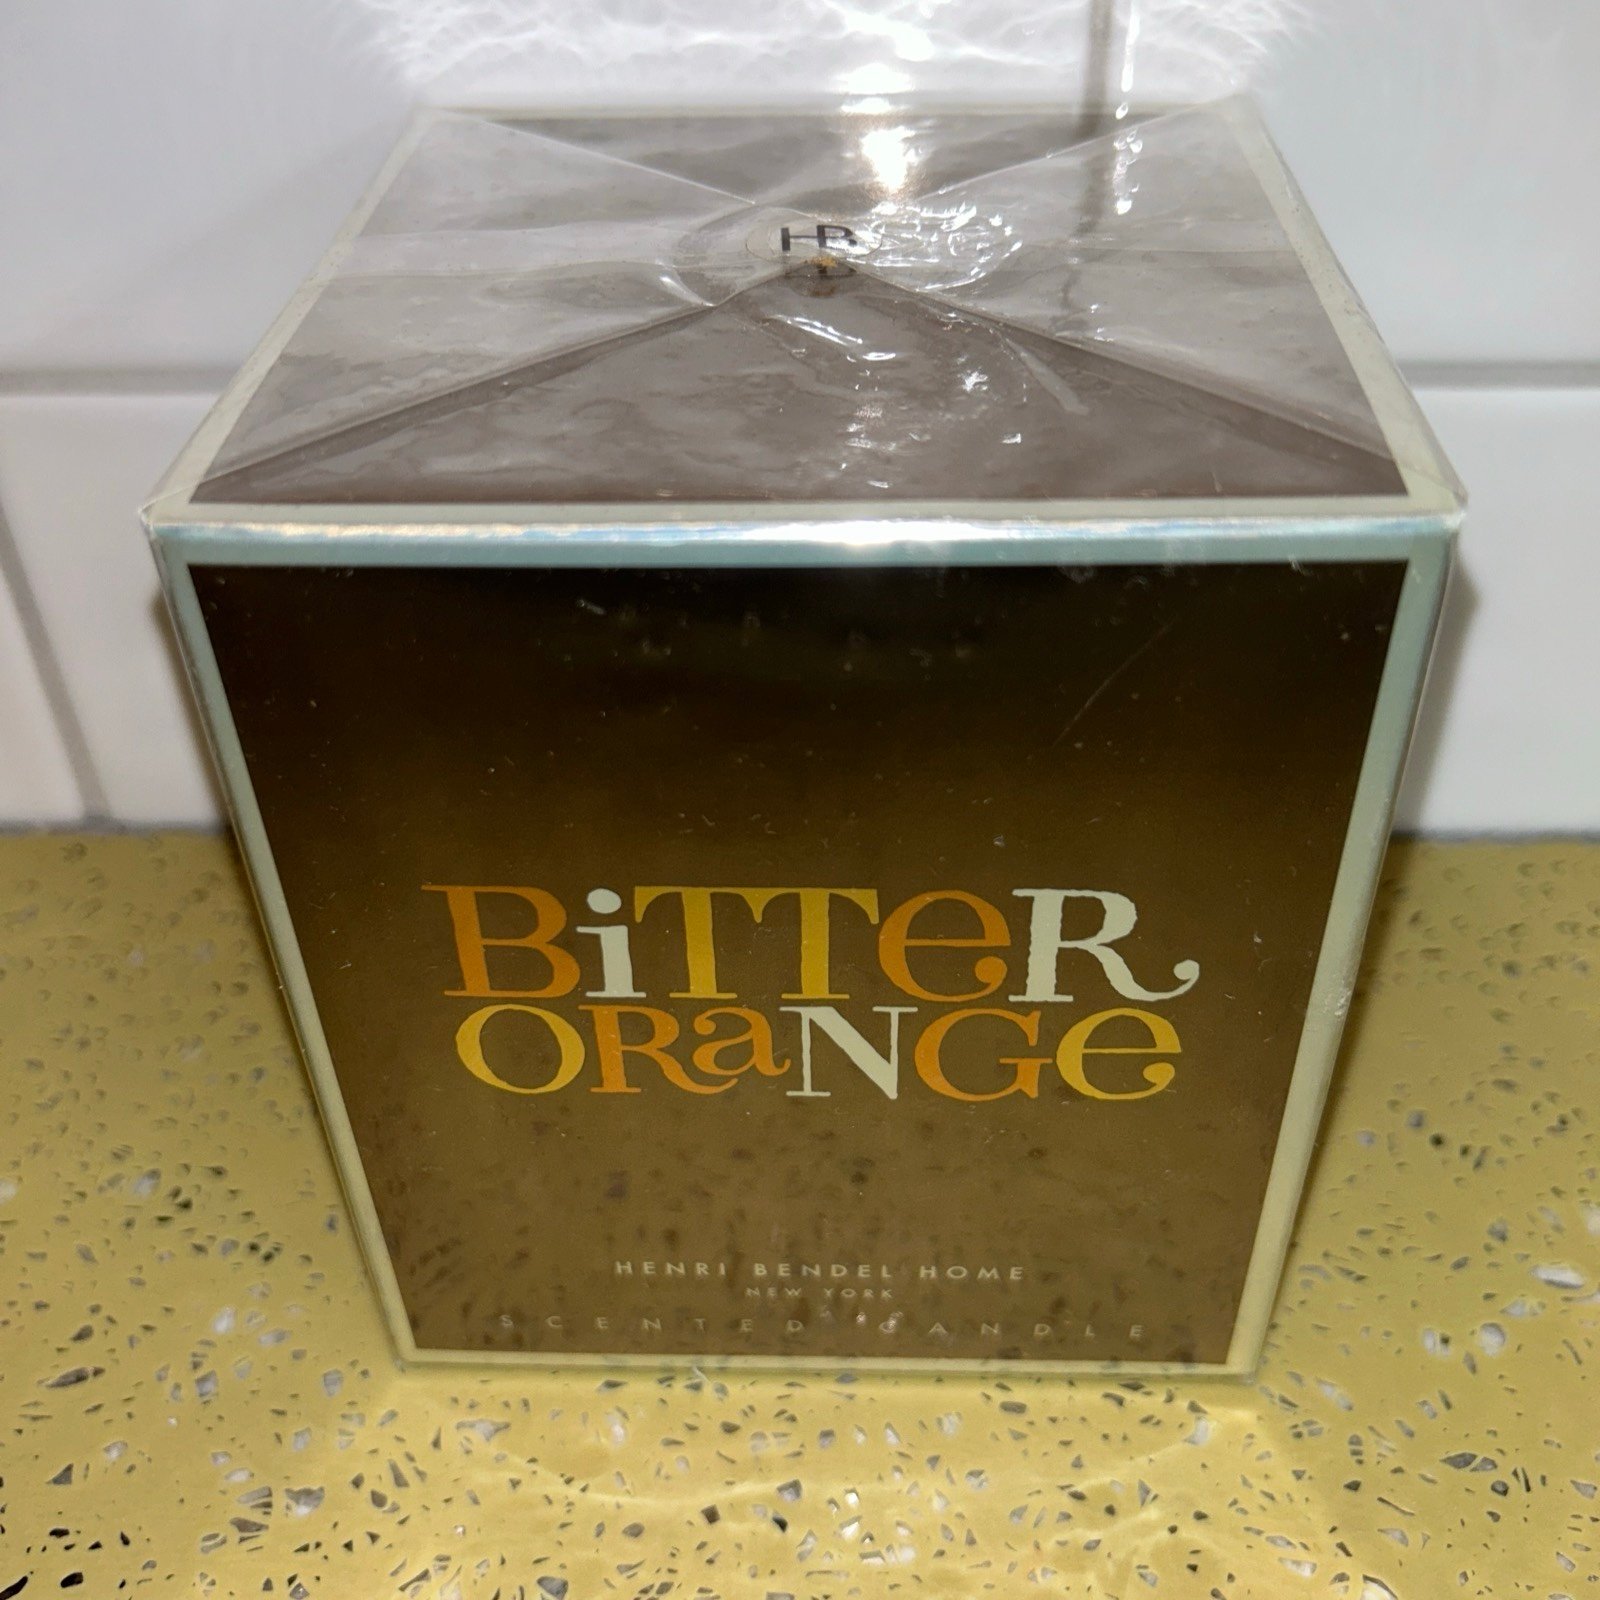 HB
BiTTeR
ORaNGe
HENRI BENDEL HOME
NEW YORK
SCENTED CANDLE